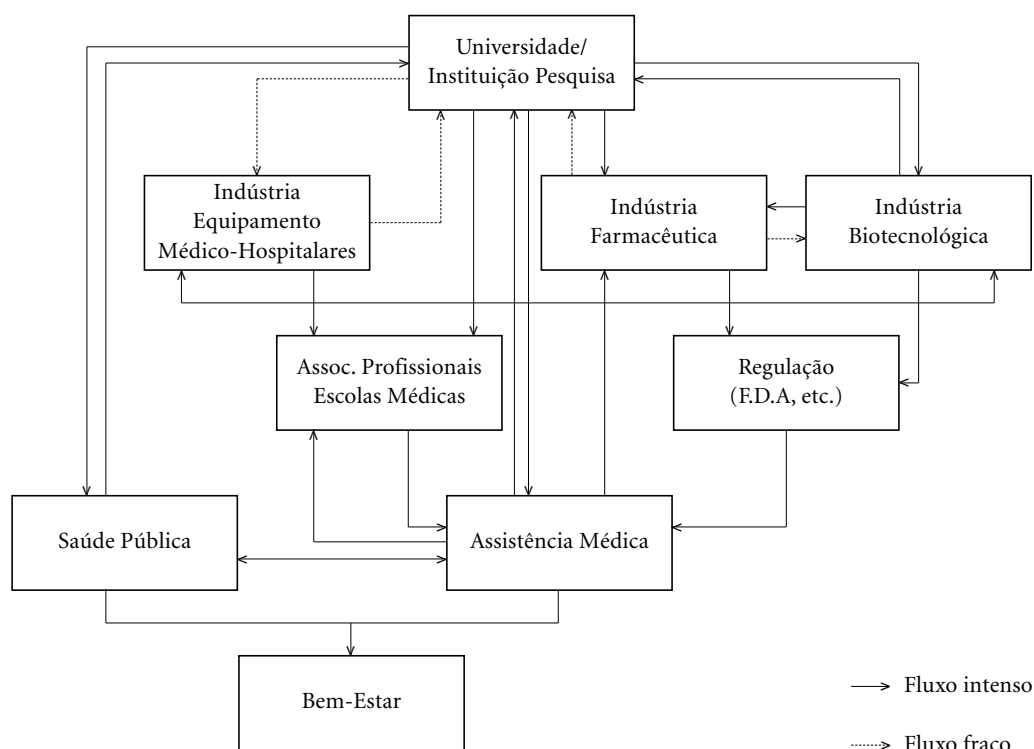 Universidade/
Instituição Pesquisa
Indústria
Equipamento
Médico-Hospitalares
Indústria
Farmacêutica
Indústria
Biotecnológica
Assoc. Profissionais
Escolas Médicas
Regulação
(F.D.A, etc.)
Saúde Pública
Assistência Médica
Bem-Estar
Fluxo intenso
Fluxo fraco